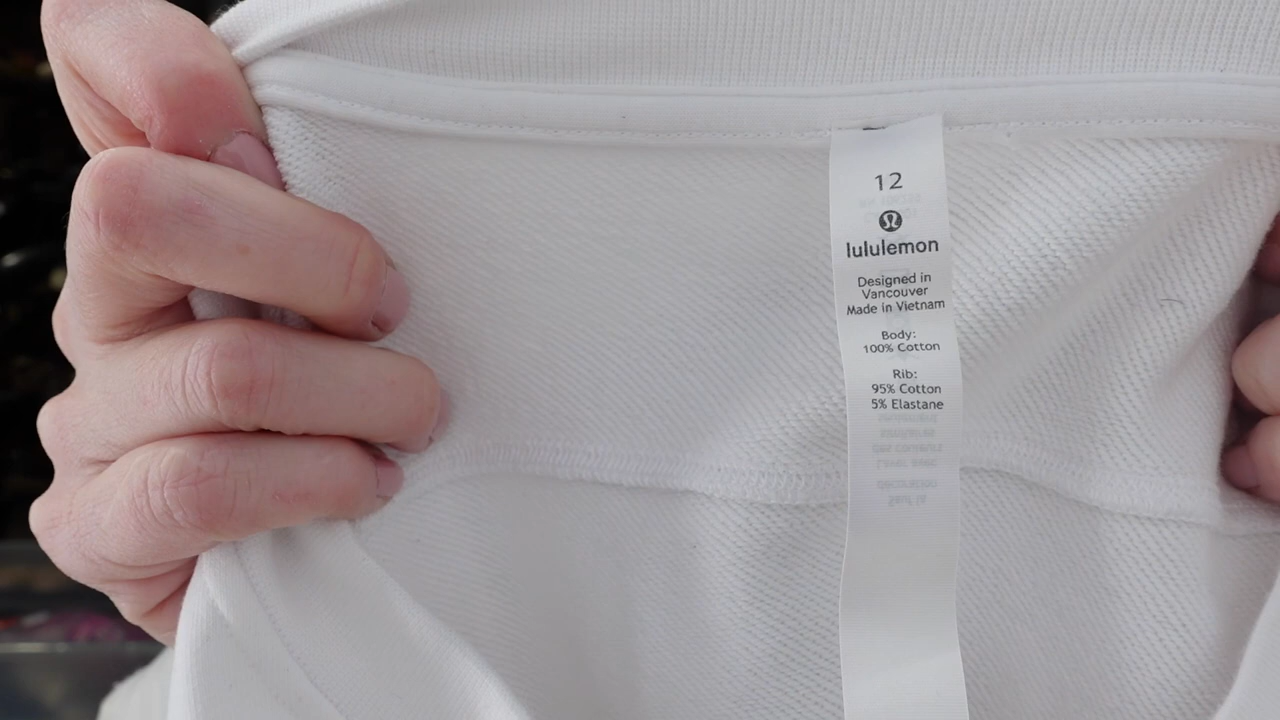 12
lululemon
Designed in
Vancouver
Made in Vietnam
Body:
100% Cotton
Rib:
95% Cotton
5% Elastane